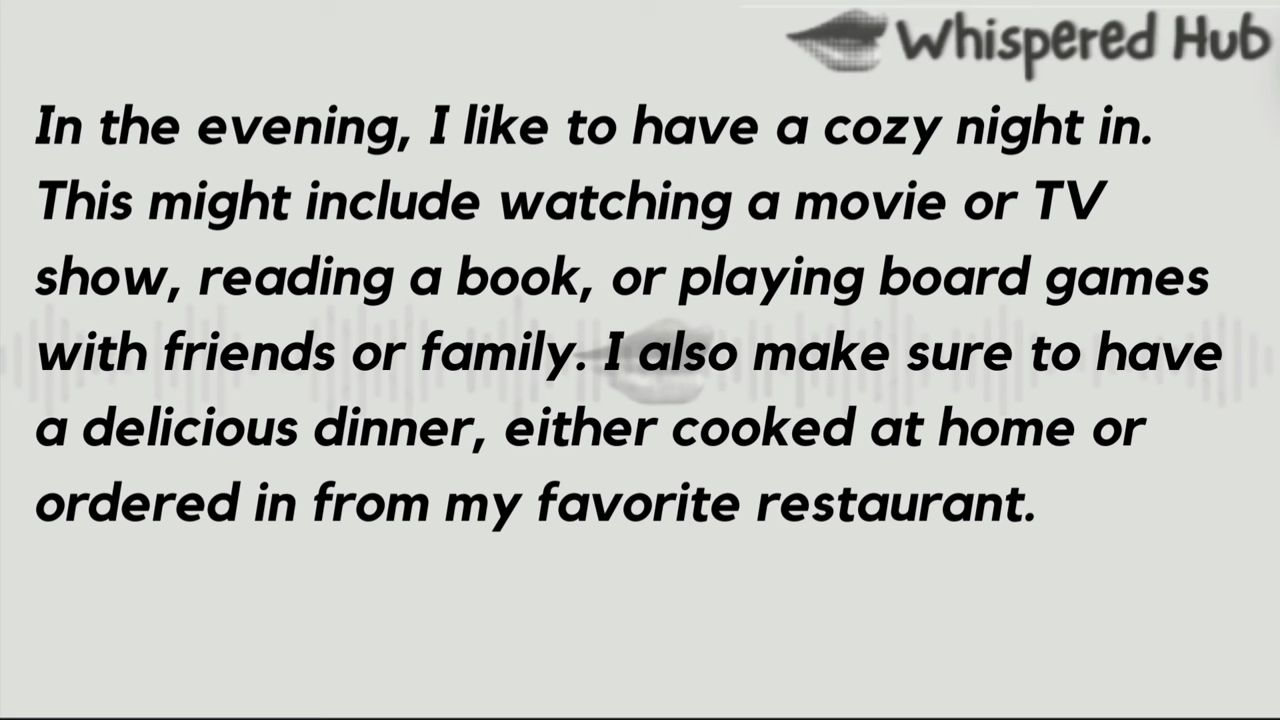 Whispered Hub
In the evening, I like to have a cozy night in.
This might include watching a movie or TV
show, reading a book, or playing board games
with friends or family. I also make sure to have
a delicious dinner, either cooked at home or
ordered in from my favorite restaurant.